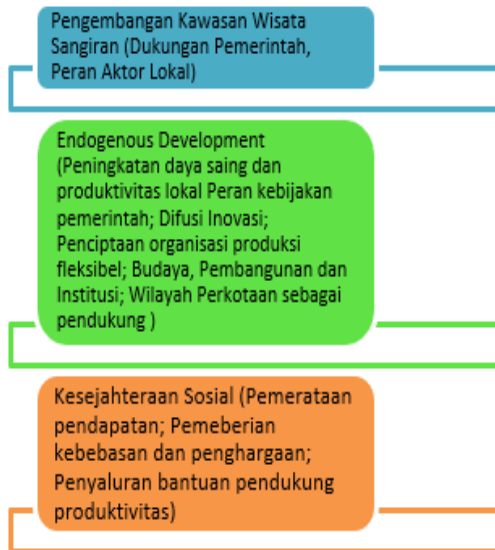 Pengembangan Kawasan Wisata
Sangiran (Dukungan Pemerintah,
Peran Aktor Lokal)
Endogenous Development
(Peningkatan daya saing dan
produktivitas lokal Peran kebijakan
pemerintah; Difusi Inovasi;
Penciptaan organisasi produksi
fleksibel; Budaya, Pembangunan dan
Institusi; Wilayah Perkotaan sebagai
pendukung )
Kesejahteraan Sosial (Pemerataan
pendapatan; Pemeberian
kebebasan dan penghargaan;
Penyaluran bantuan pendukung
produktivitas)